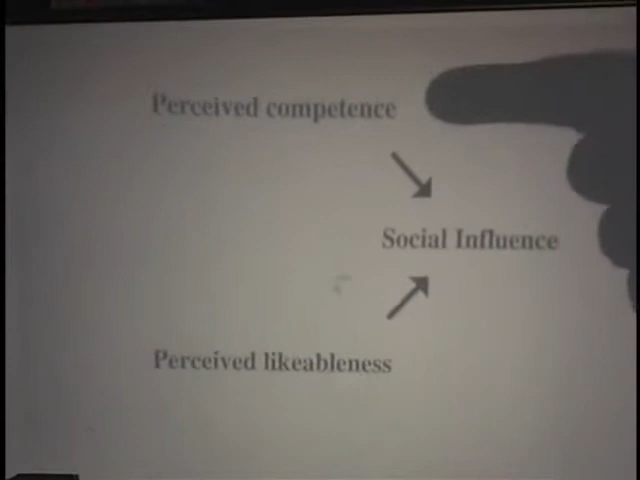 Perceived competence
Social Influence
Perceived likeableness